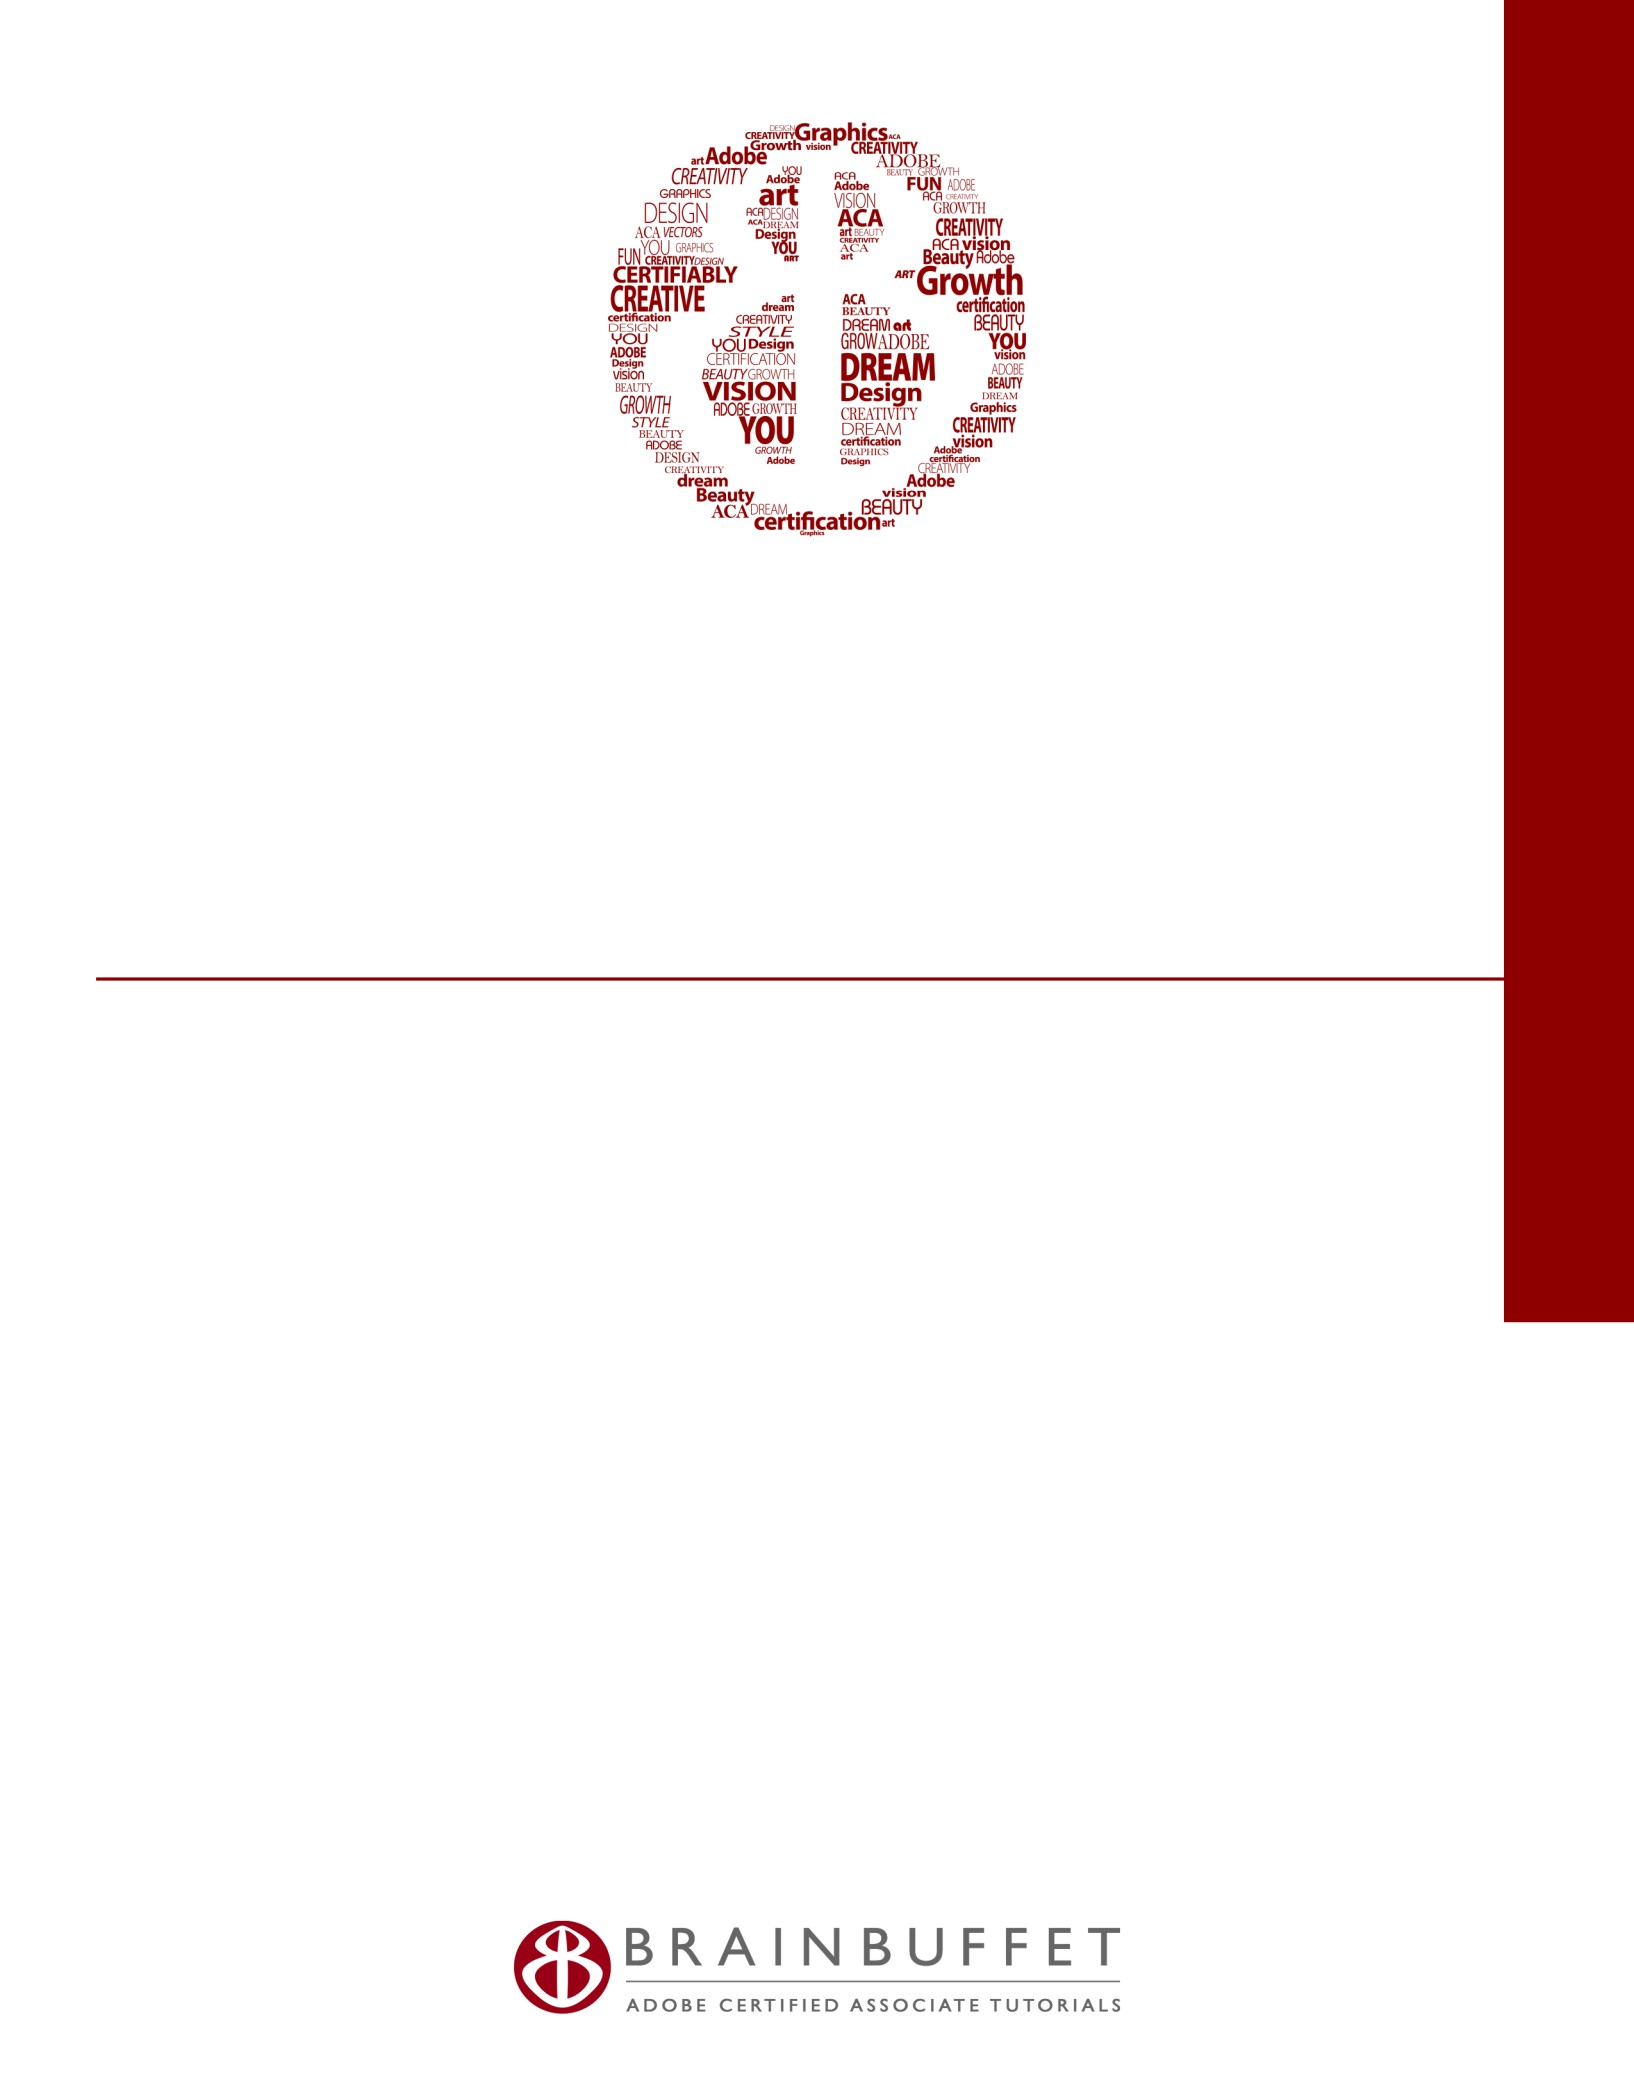 DESIGN
CREATIVITY Graphics ACA
Growth vision CREATIVITY
art Adobe ADOBE
YOU BEAUTY GROWTH
CREATIVITY Adobe ACA Adobe FUN ADOBE
GRAPHICS art VISION ACA CREATIVITY
DESIGN ACA DESIGN ACA GROWTH
ACA DREAM CREATIVITY
ACA VECTORS Design art BEAUTY
YOU GRAPHICS YOU CREATIVITY ACA vision
FUN CREATIVITY DESIGN ART ACA art Beauty Adobe
CERTIFIABLY ART Growth
CREATIVE art ACA certification
dream BEAUTY
certification CREATIVITY DREAM art BEAUTY
DESIGN STYLE
YOU YOU Design GROW ADOBE YOU
ADOBE CERTIFICATION DREAM vision
Design
vision BEAUTY GROWTH ADOBE
BEAUTY VISION Design BEAUTY
DREAM
GROWTH ADOBE GROWTH CREATIVITY Graphics
STYLE YOU DREAM CREATIVITY
BEAUTY certification vision
ADOBE GROWTH GRAPHICS Adobe
DESIGN Adobe Design certification
CREATIVITY CREATIVITY
dream Adobe
Beauty vision
ACA DREAM BEAUTY
certification art
Graphics
BRAINBUFFET
ADOBE CERTIFIED ASSOCIATE TUTORIALS